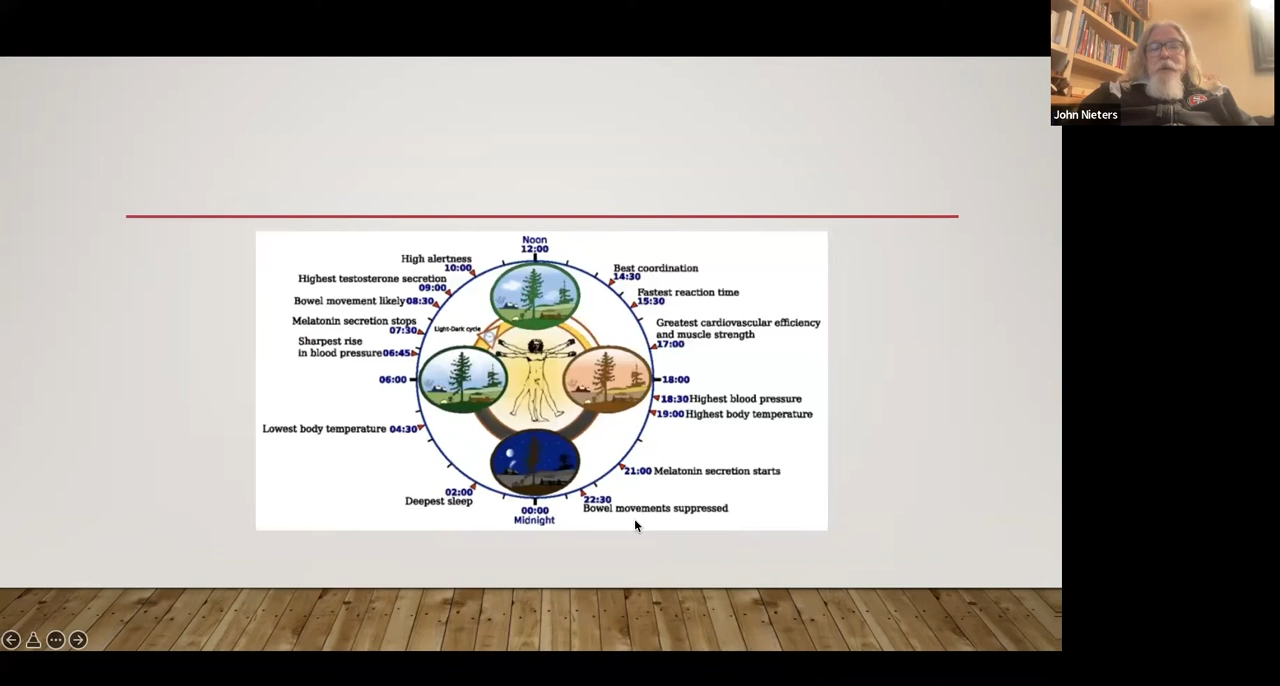 John Nieters
Noon
12:00
High alertness
10:00
Highest testosterone secretion
09:00
Bowel movement likely 08:30
Melatonin secretion stops
07:30
Sharpest rise
in blood pressure 06:45
06:00
Lowest body temperature 04:30
02:00
Deepest sleep
00:00
Midnight
Light-Dark cycle
Best coordination
14:30
Fastest reaction time
15:30
Greatest cardiovascular efficiency
and muscle strength
17:00
18:00
18:30 Highest blood pressure
19:00 Highest body temperature
21:00 Melatonin secretion starts
22:30
Bowel movements suppressed